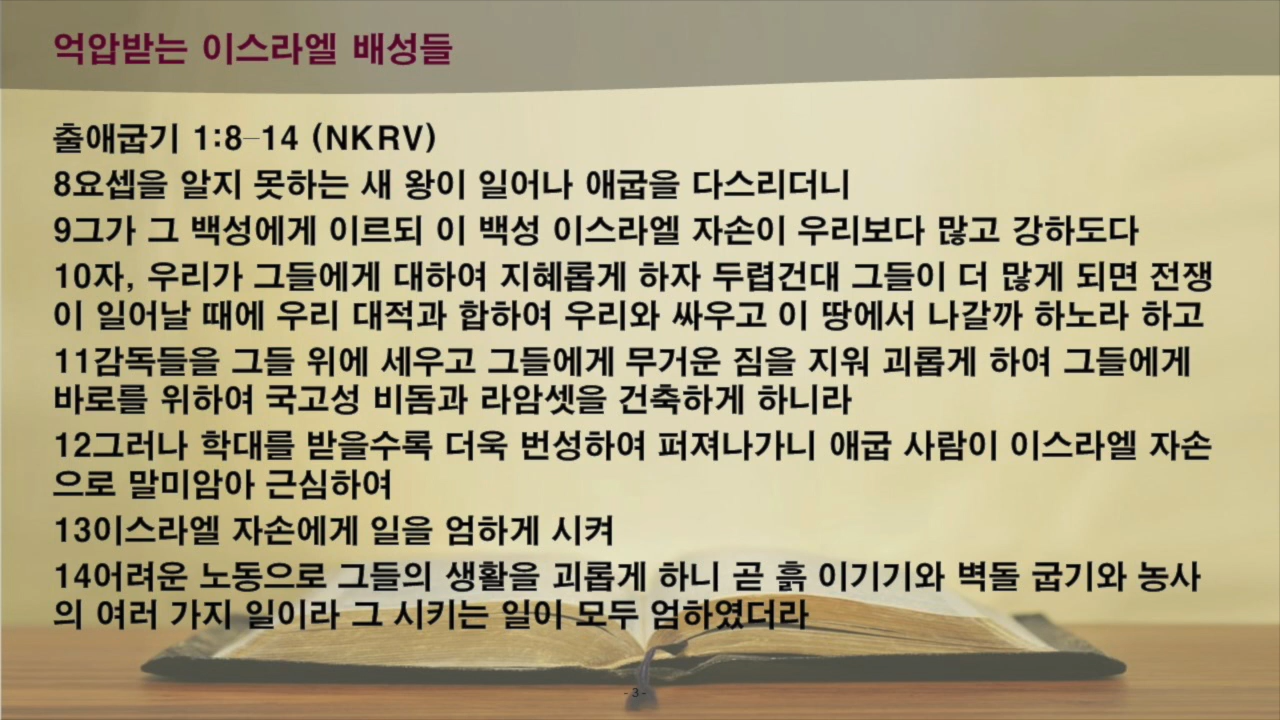 억압받는 이스라엘 배성들
출애굽기 1:8-14 (NKRV)
8요셉을 알지 못하는 새 왕이 일어나 애굽을 다스리더니
9그가 그 백성에게 이르되 이 백성 이스라엘 자손이 우리보다 많고 강하도다
10자, 우리가 그들에게 대하여 지혜롭게 하자 두렵건대 그들이 더 많게 되면 전쟁
이 일어날 때에 우리 대적과 합하여 우리와 싸우고 이 땅에서 나갈까 하노라 하고
11감독들을 그들 위에 세우고 그들에게 무거운 짐을 지워 괴롭게 하여 그들에게
바로를 위하여 국고성 비돔과 라암셋을 건축하게 하니라
12그러나 학대를 받을수록 더욱 번성하여 퍼져나가니 애굽 사람이 이스라엘 자손
으로 말미암아 근심하여
13이스라엘 자손에게 일을 엄하게 시켜
14어려운 노동으로 그들의 생활을 괴롭게 하니 곧 흙 이기기와 벽돌 굽기와 농사
의 여러 가지 일이라 그 시키는 일이 모두 엄하였더라
- 3 -